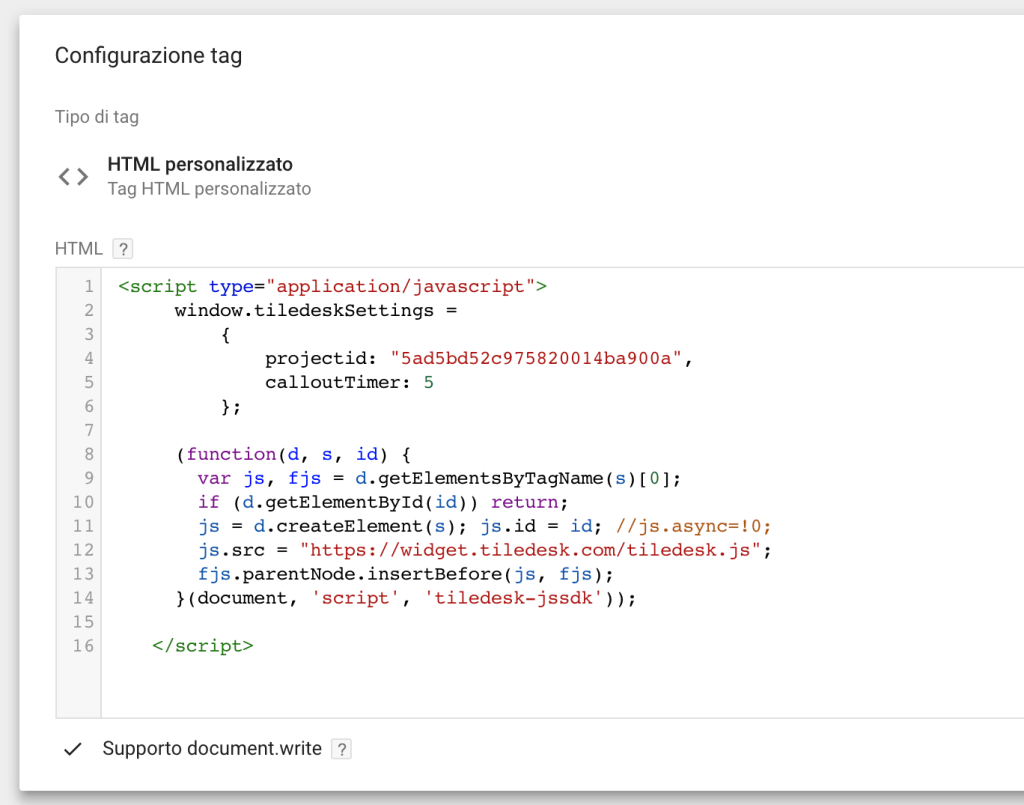 Configurazione tag
Tipo di tag
HTML personalizzato
Tag HTML personalizzato
HTML ?
1 <script type="application/javascript">
2 window.tiledeskSettings =
3 {
4 projectid: "5ad5bd52c975820014ba900a",
5 calloutTimer: 5
6 };
7
8 (function(d, s, id) {
9 var js, fjs = d.getElementsByTagName(s)[0];
10 if (d.getElementById(id)) return;
11 js = d.createElement(s); js.id = id; //js.async=!0;
12 js.src = "https://widget.tiledesk.com/tiledesk.js";
13 fjs.parentNode.insertBefore(js, fjs);
14 }(document, 'script', 'tiledesk-jssdk'));
15
16 </script>
Supporto document.write ?